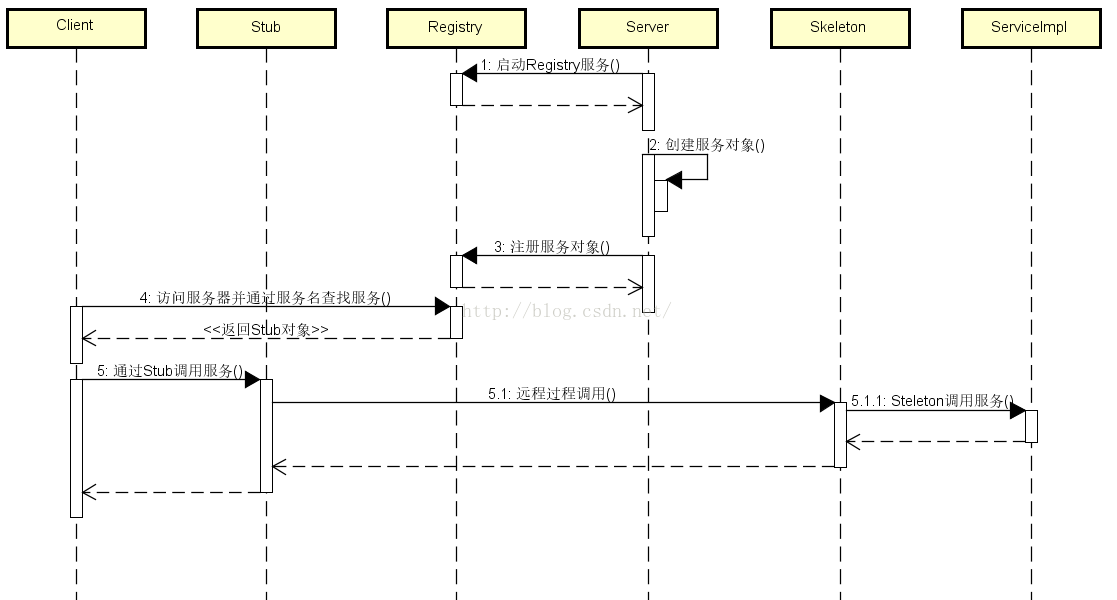 Client
Stub
Registry
Server
Skeleton
ServiceImpl
1: 启动Registry服务()
2: 创建服务对象()
3: 注册服务对象()
4: 访问服务器并通过服务名查找服务()
http://blog.csdn.net/
<<返回Stub对象>>
5: 通过Stub调用服务()
5.1: 远程过程调用()
5.1.1: Steleton调用服务()